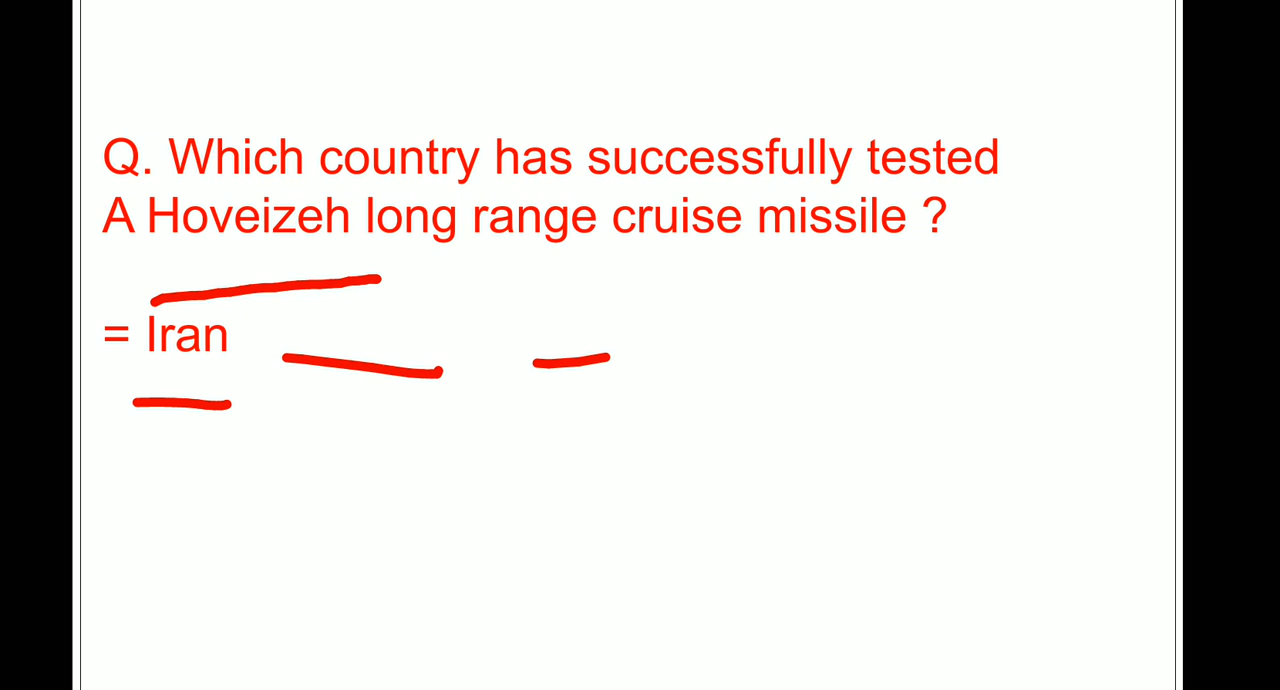 Q. Which country has successfully tested
A Hoveizeh long range cruise missile ?
= Iran